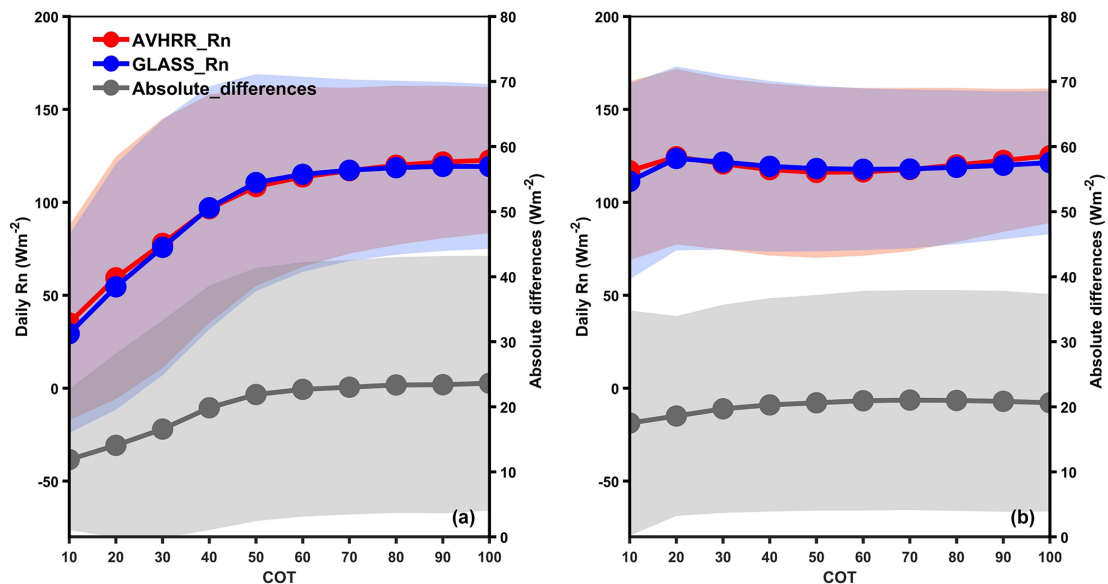 AVHRR_Rn
GLASS_Rn
Absolute_differences
200
150
100
50
0
-50
Daily Rn (Wm-2)
80
70
60
50
40
30
20
10
0
Absolute differences (Wm-2)
(a)
10 20 30 40 50 60 70 80 90 100
COT
200
150
100
50
0
-50
Daily Rn (Wm-2)
80
70
60
50
40
30
20
10
0
Absolute differences (Wm-2)
(b)
10 20 30 40 50 60 70 80 90 100
COT